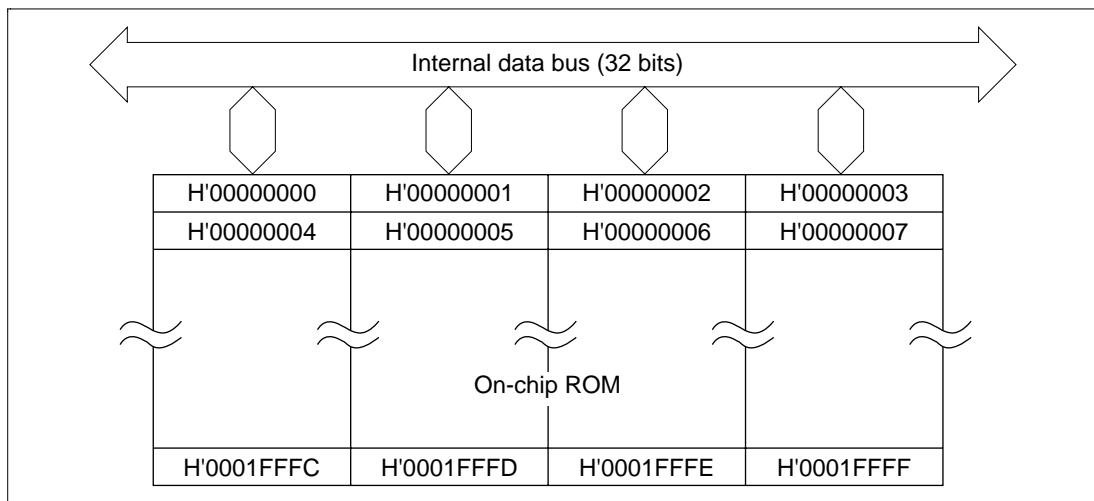 Internal data bus (32 bits)
H'00000000 H'00000001 H'00000002 H'00000003
H'00000004 H'00000005 H'00000006 H'00000007
On-chip ROM
H'0001FFFC H'0001FFFD H'0001FFFE H'0001FFFF